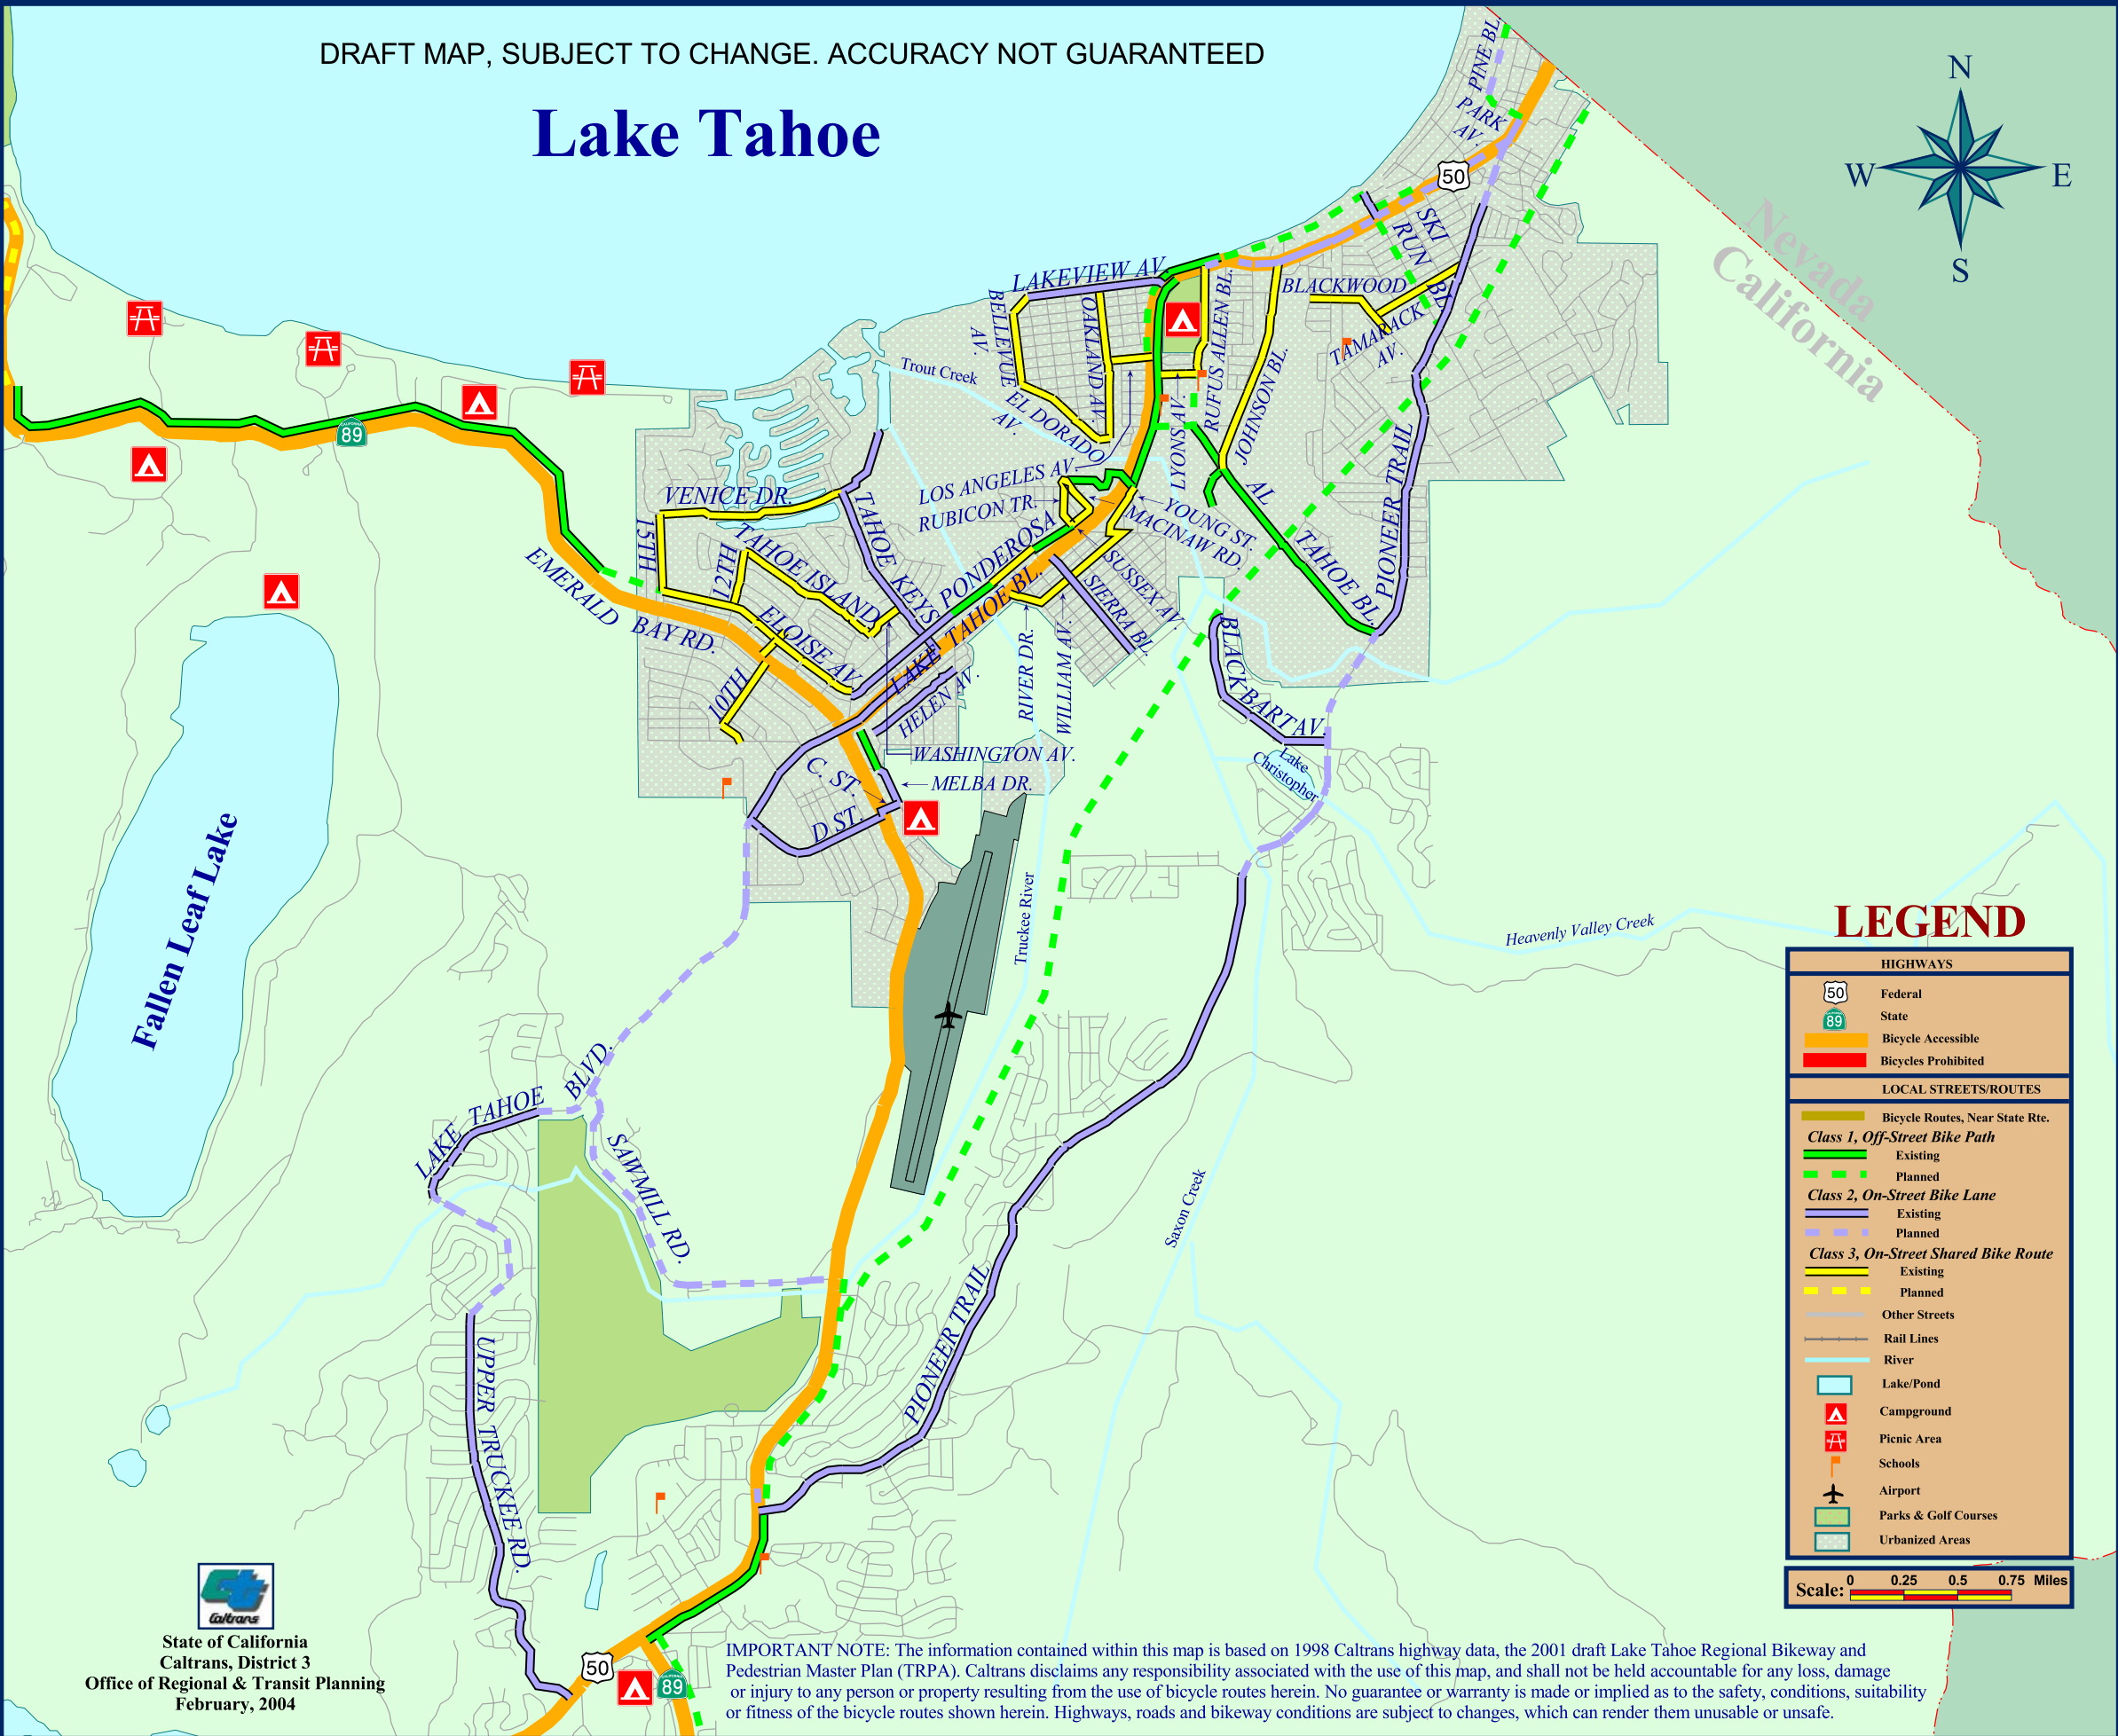 DRAFT MAP, SUBJECT TO CHANGE. ACCURACY NOT GUARANTEED
Lake Tahoe
N
W
E
S
Nevada
California
PINE BL.
PARK AV.
50
SKI RUN BL.
LAKEVIEW AV.
BELLEVUE AV.
OAKLAND AV.
RUFUS ALLEN BL.
BLACKWOOD
TAMARACK AV.
JOHNSON BL.
Trout Creek
EL DORADO AV.
LYONS AV.
LOS ANGELES AV.
RUBICON TR.
YOUNG ST.
MACINAW RD.
AL TAHOE BL.
PIONEER TRAIL
89
VENICE DR.
15TH
12TH
TAHOE ISLAND
TAHOE KEYS
PONDEROSA
SUSSEX AV.
SIERRA BL.
EMERALD BAY RD.
ELOISE AV
LAKE TAHOE BL.
10TH
HELEN AV.
RIVER DR.
WILLIAM AV.
BLACK BART AV.
WASHINGTON AV.
MELBA DR.
C. ST.
D ST.
Lake
Christopher
Fallen Leaf Lake
Truckee River
Heavenly Valley Creek
LAKE TAHOE BLVD.
SAWMILL RD.
Saxon Creek
PIONEER TRAIL
UPPER TRUCKEE RD.
50
89
LEGEND
HIGHWAYS
50 Federal
89 State
Bicycle Accessible
Bicycles Prohibited
LOCAL STREETS/ROUTES
Bicycle Routes, Near State Rte.
Class 1, Off-Street Bike Path
Existing
Planned
Class 2, On-Street Bike Lane
Existing
Planned
Class 3, On-Street Shared Bike Route
Existing
Planned
Other Streets
Rail Lines
River
Lake/Pond
Campground
Picnic Area
Schools
Airport
Parks & Golf Courses
Urbanized Areas
Scale: 0 0.25 0.5 0.75 Miles
Caltrans
State of California
Caltrans, District 3
Office of Regional & Transit Planning
February, 2004
IMPORTANT NOTE: The information contained within this map is based on 1998 Caltrans highway data, the 2001 draft Lake Tahoe Regional Bikeway and
Pedestrian Master Plan (TRPA). Caltrans disclaims any responsibility associated with the use of this map, and shall not be held accountable for any loss, damage
or injury to any person or property resulting from the use of bicycle routes herein. No guarantee or warranty is made or implied as to the safety, conditions, suitability
or fitness of the bicycle routes shown herein. Highways, roads and bikeway conditions are subject to changes, which can render them unusable or unsafe.